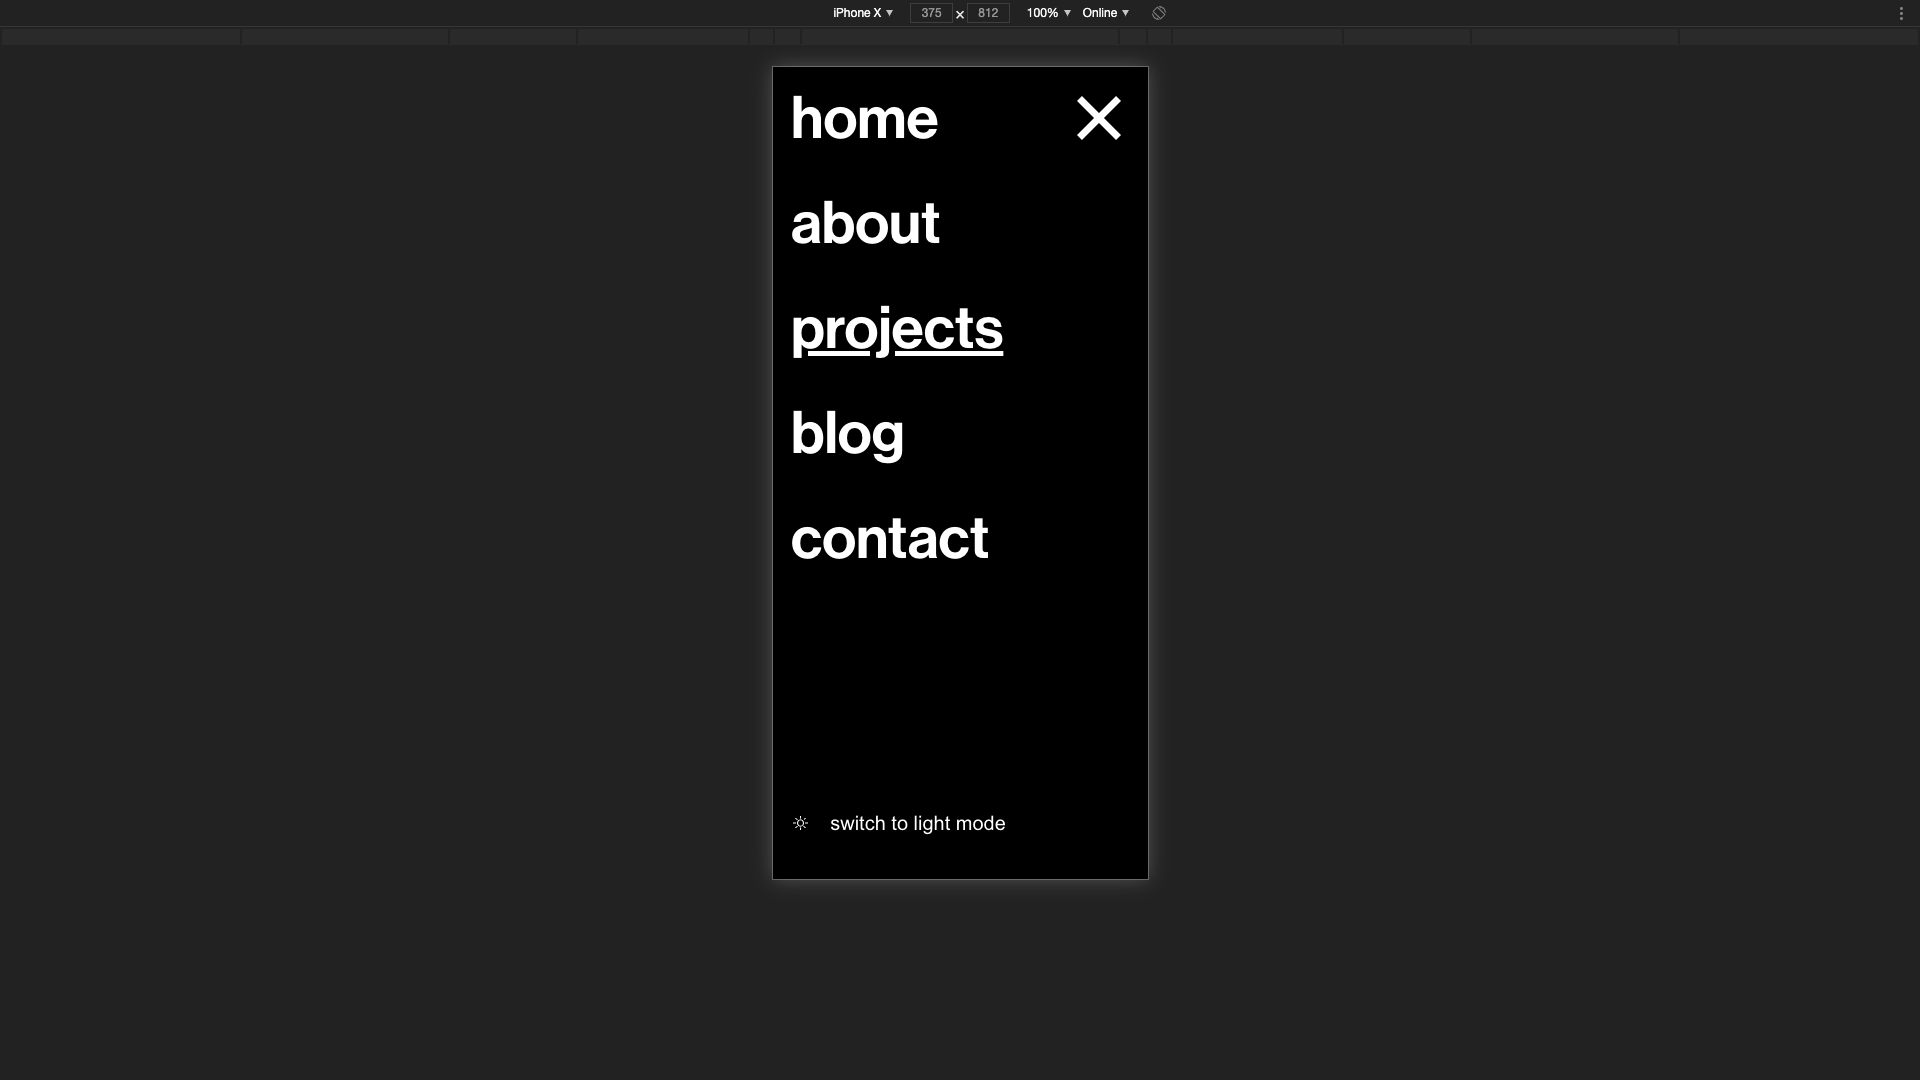 iPhone X ▼ 375 × 812 100% ▼ Online ▼
home
about
projects
blog
contact
switch to light mode